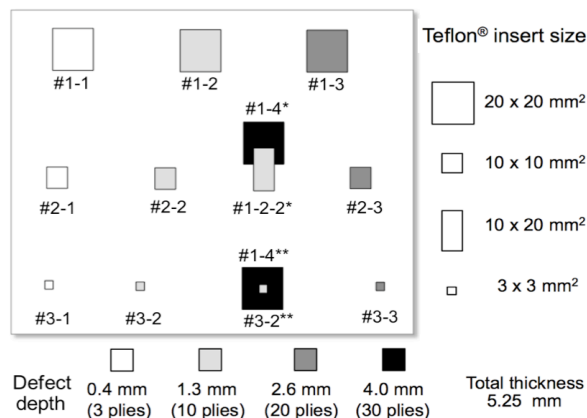 Teflon® insert size
#1-1
#1-2
#1-3
20 x 20 mm²
#1-4*
10 x 10 mm²
#2-1
#2-2
#1-2-2*
#2-3
10 x 20 mm²
#1-4**
3 x 3 mm²
#3-1
#3-2
#3-2**
#3-3
Defect
depth
0.4 mm
(3 plies)
1.3 mm
(10 plies)
2.6 mm
(20 plies)
4.0 mm
(30 plies)
Total thickness
5.25 mm